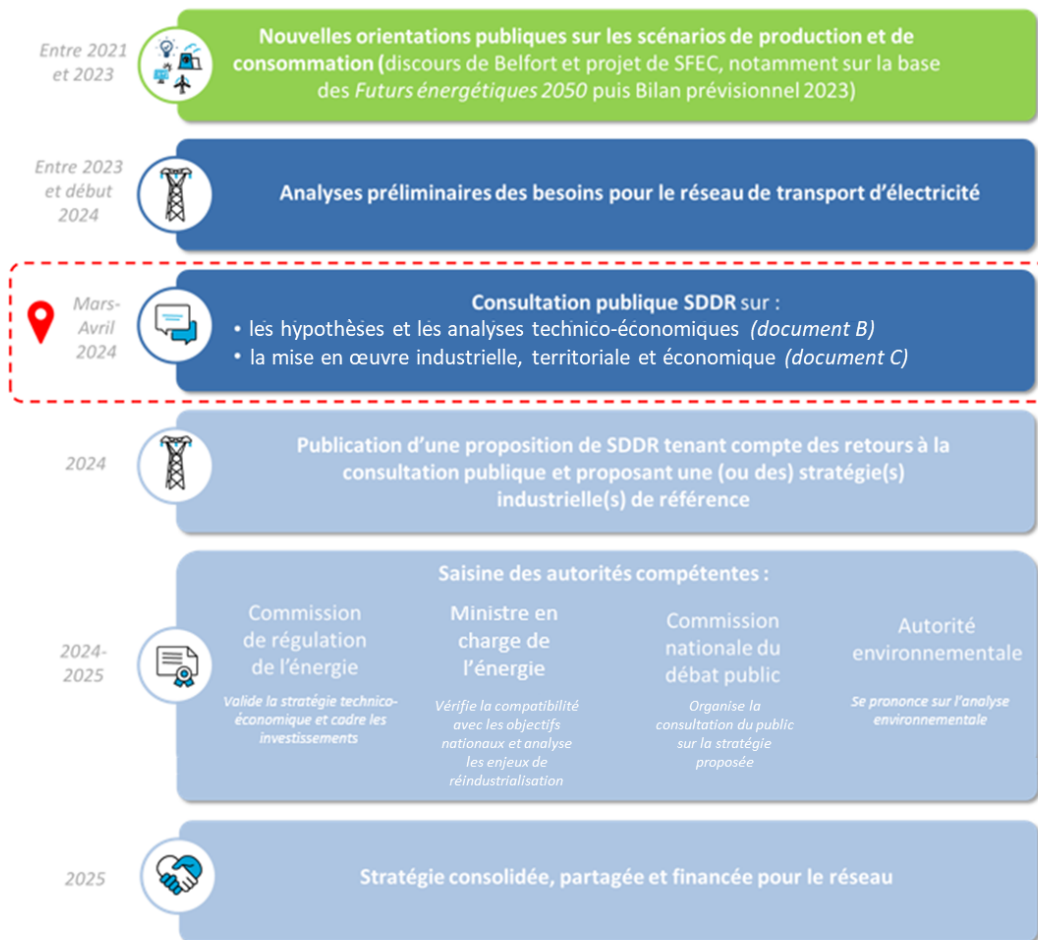 Entre 2021
et 2023
Nouvelles orientations publiques sur les scénarios de production et de
consommation (discours de Belfort et projet de SFEC, notamment sur la base
des Futurs énergétiques 2050 puis Bilan prévisionnel 2023)
Entre 2023
et début
2024
Analyses préliminaires des besoins pour le réseau de transport d'électricité
Mars-
Avril
2024
Consultation publique SDDR sur :
• les hypothèses et les analyses technico-économiques (document B)
• la mise en œuvre industrielle, territoriale et économique (document C)
2024
Publication d'une proposition de SDDR tenant compte des retours à la
consultation publique et proposant une (ou des) stratégie(s)
industrielle(s) de référence
2024-
2025
Saisine des autorités compétentes :
Commission
de régulation
de l'énergie
Valide la stratégie technico-
économique et cadre les
investissements
Ministre en
charge de
l'énergie
Vérifie la compatibilité
avec les objectifs
nationaux et analyse
les enjeux de
réindustrialisation
Commission
nationale du
débat public
Organise la
consultation du public
sur la stratégie
proposée
Autorité
environnementale
Se prononce sur l'analyse
environnementale
2025
Stratégie consolidée, partagée et financée pour le réseau